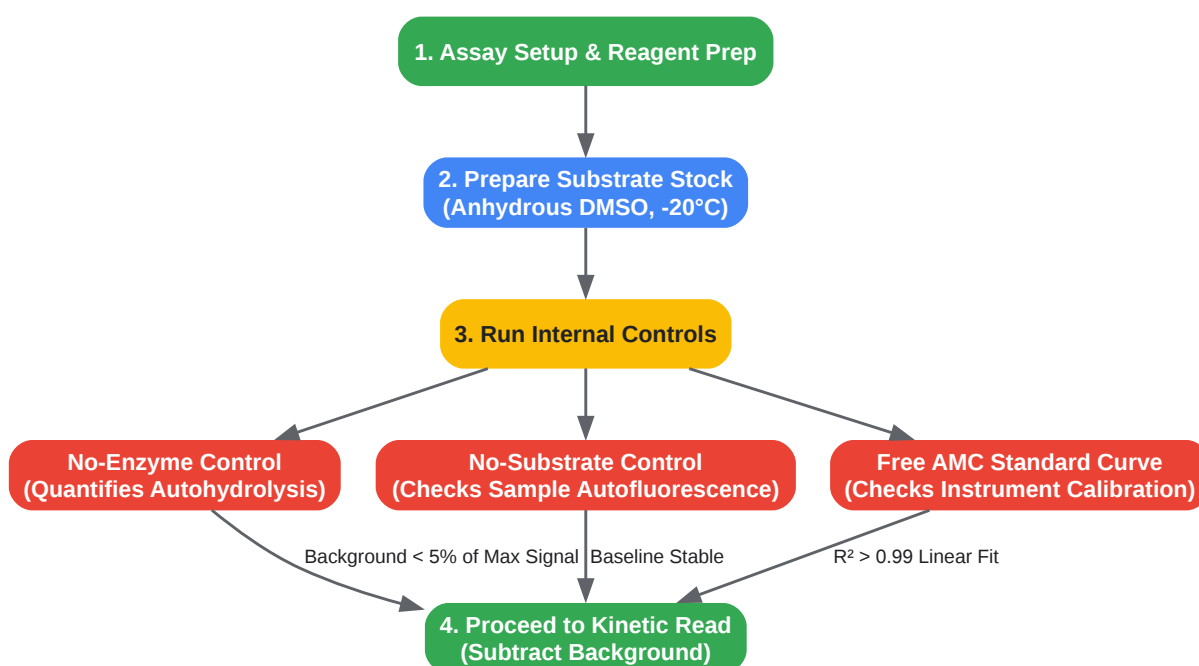 1. Assay Setup & Reagent Prep
2. Prepare Substrate Stock
(Anhydrous DMSO, -20°C)
3. Run Internal Controls
No-Enzyme Control
(Quantifies Autohydrolysis)
No-Substrate Control
(Checks Sample Autofluorescence)
Free AMC Standard Curve
(Checks Instrument Calibration)
Background < 5% of Max Signal
Baseline Stable
R² > 0.99 Linear Fit
4. Proceed to Kinetic Read
(Subtract Background)